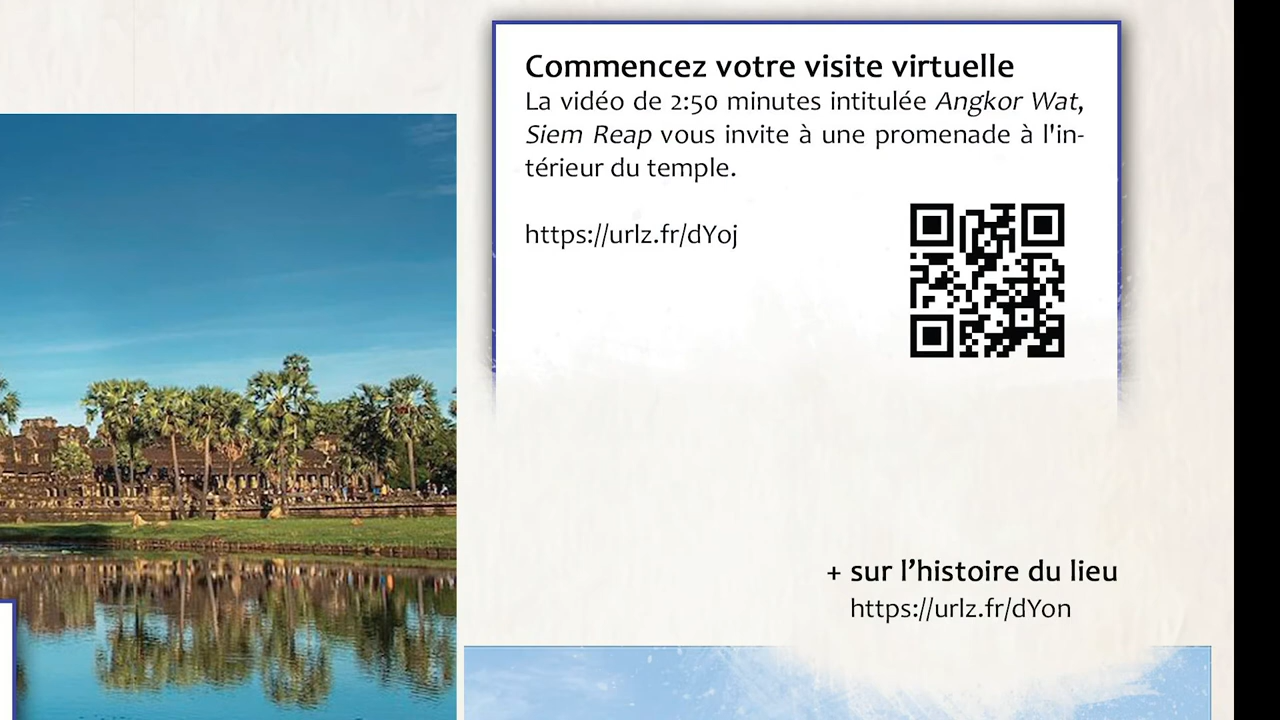 Commencez votre visite virtuelle
La vidéo de 2:50 minutes intitulée Angkor Wat,
Siem Reap vous invite à une promenade à l'in-
térieur du temple.
https://urlz.fr/dYoj
+ sur l’histoire du lieu
https://urlz.fr/dYon